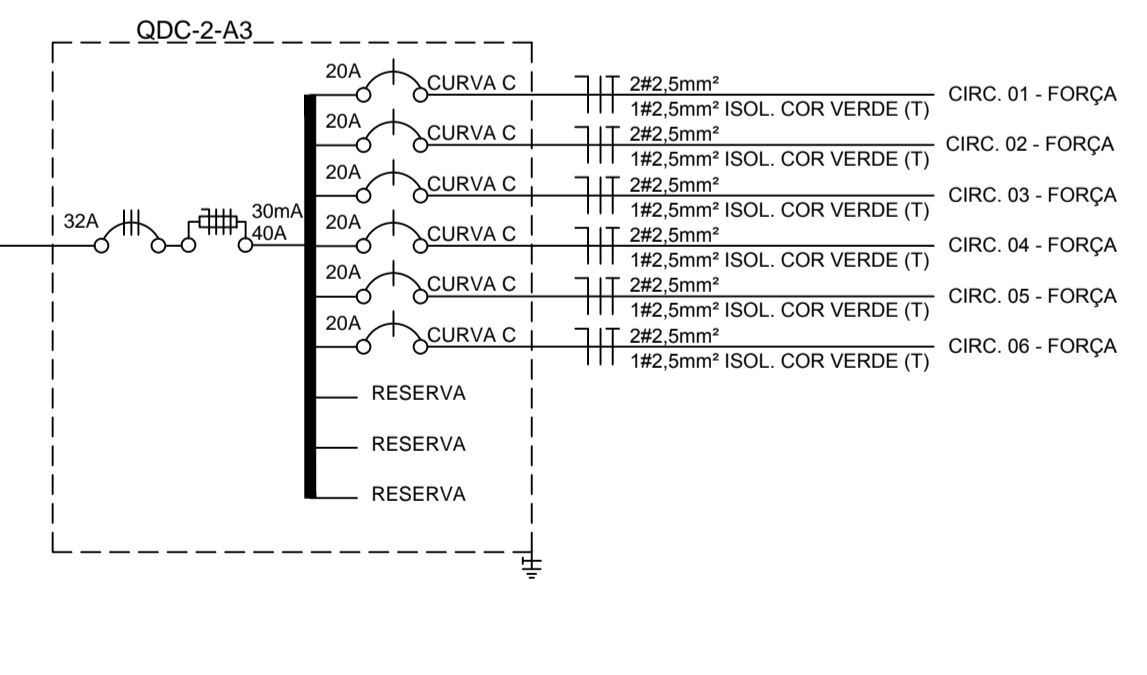 QDC-2-A3
20A CURVA C 2#2,5mm²
1#2,5mm² ISOL. COR VERDE (T) CIRC. 01 - FORÇA
20A CURVA C 2#2,5mm²
1#2,5mm² ISOL. COR VERDE (T) CIRC. 02 - FORÇA
20A CURVA C 2#2,5mm²
1#2,5mm² ISOL. COR VERDE (T) CIRC. 03 - FORÇA
32A 30mA
40A
20A CURVA C 2#2,5mm²
1#2,5mm² ISOL. COR VERDE (T) CIRC. 04 - FORÇA
20A CURVA C 2#2,5mm²
1#2,5mm² ISOL. COR VERDE (T) CIRC. 05 - FORÇA
20A CURVA C 2#2,5mm²
1#2,5mm² ISOL. COR VERDE (T) CIRC. 06 - FORÇA
RESERVA
RESERVA
RESERVA